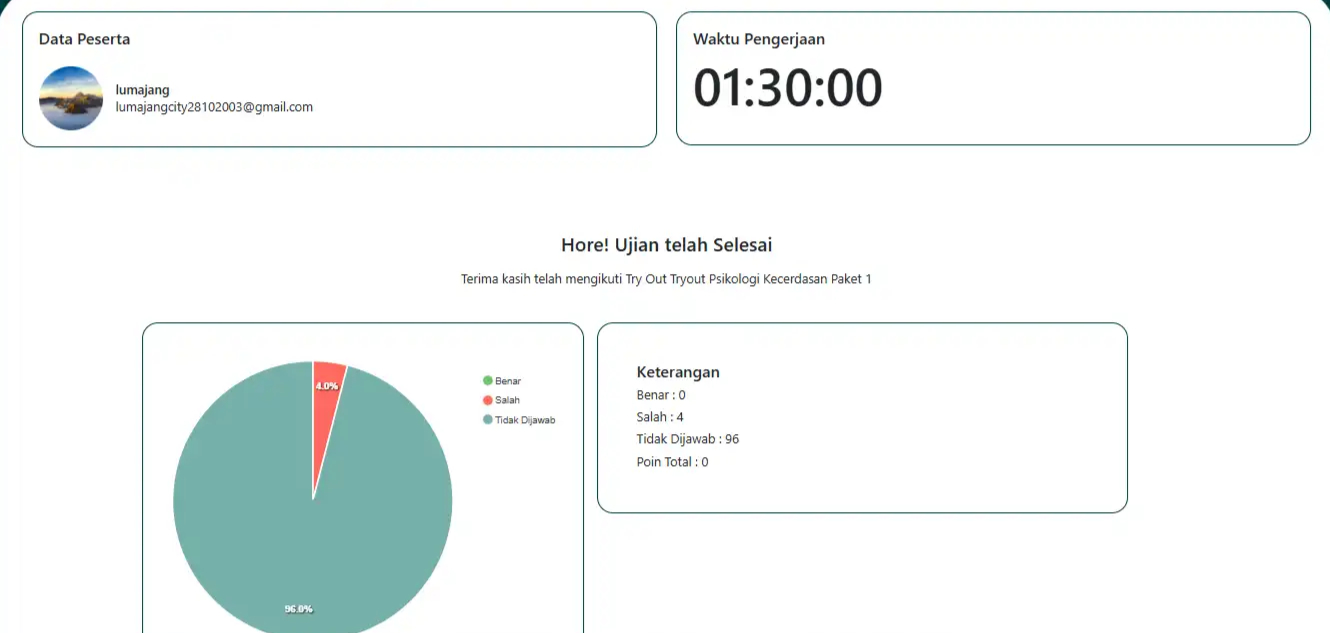 Data Peserta
lumajang
lumajangcity28102003@gmail.com
Waktu Pengerjaan
01:30:00
Hore! Ujian telah Selesai
Terima kasih telah mengikuti Try Out Tryout Psikologi Kecerdasan Paket 1
4.0%
96.0%
Benar
Salah
Tidak Dijawab
Keterangan
Benar : 0
Salah : 4
Tidak Dijawab : 96
Poin Total : 0